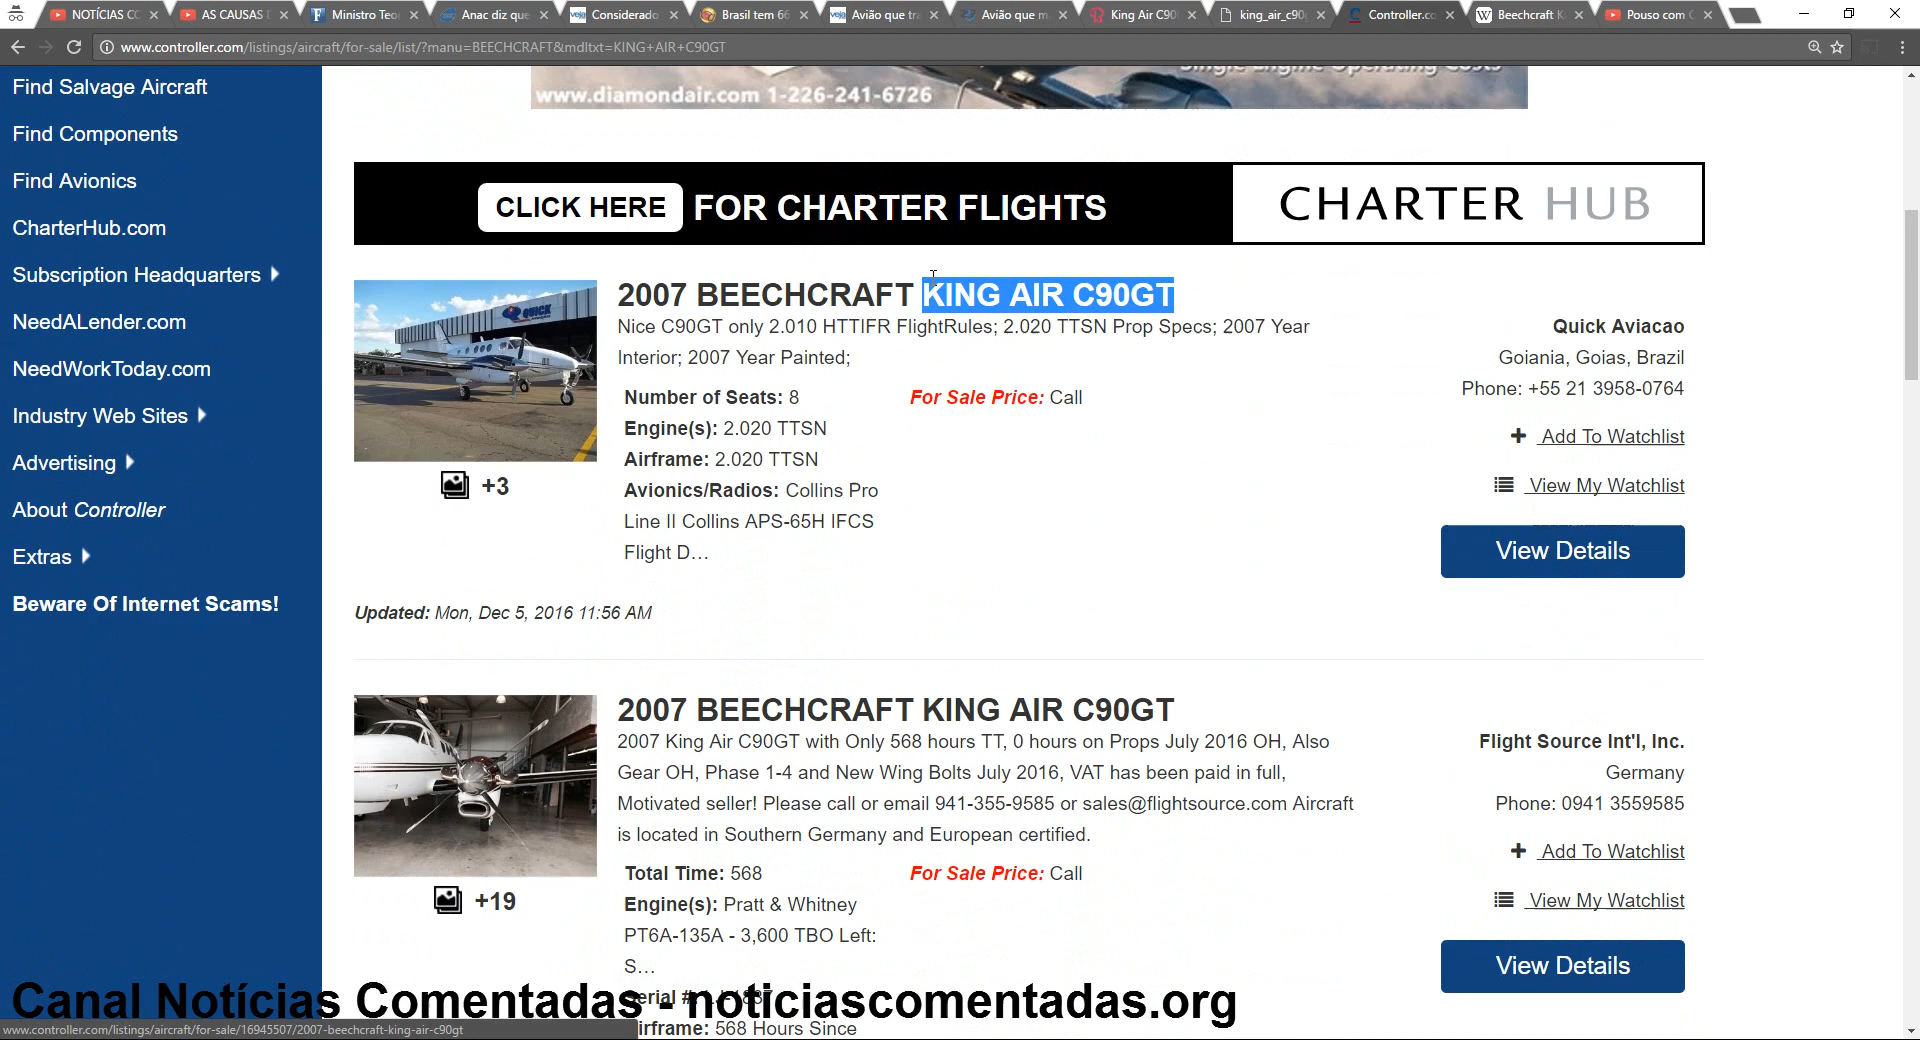 NOTÍCIAS CO
AS CAUSAS D
Ministro Teor
Anac diz que
Considerado
Brasil tem 66
Avião que tra
Avião que m
King Air C90
king_air_c90
Controller.co
Beechcraft K
Pouso com C
www.controller.com/listings/aircraft/for-sale/list/?manu=BEECHCRAFT&mdltxt=KING+AIR+C90GT
Find Salvage Aircraft
Find Components
Find Avionics
CharterHub.com
Subscription Headquarters
NeedALender.com
NeedWorkToday.com
Industry Web Sites
Advertising
About Controller
Extras
Beware Of Internet Scams!
Single Engine Operating Costs
www.diamondair.com 1-226-241-6726
CLICK HERE FOR CHARTER FLIGHTS
CHARTER HUB
QUICK
+3
2007 BEECHCRAFT KING AIR C90GT
Nice C90GT only 2.010 HTTIFR FlightRules; 2.020 TTSN Prop Specs; 2007 Year
Interior; 2007 Year Painted;
Number of Seats: 8
For Sale Price: Call
Engine(s): 2.020 TTSN
Airframe: 2.020 TTSN
Avionics/Radios: Collins Pro
Line II Collins APS-65H IFCS
Flight D...
Quick Aviacao
Goiania, Goias, Brazil
Phone: +55 21 3958-0764
Add To Watchlist
View My Watchlist
View Details
Updated: Mon, Dec 5, 2016 11:56 AM
+19
2007 BEECHCRAFT KING AIR C90GT
2007 King Air C90GT with Only 568 hours TT, 0 hours on Props July 2016 OH, Also
Gear OH, Phase 1-4 and New Wing Bolts July 2016, VAT has been paid in full,
Motivated seller! Please call or email 941-355-9585 or sales@flightsource.com Aircraft
is located in Southern Germany and European certified.
Total Time: 568
For Sale Price: Call
Engine(s): Pratt & Whitney
PT6A-135A - 3,600 TBO Left:
S...
Serial #:
irframe: 568 Hours Since
Flight Source Int'l, Inc.
Germany
Phone: 0941 3559585
Add To Watchlist
View My Watchlist
View Details
Canal Notícias Comentadas - noticiascomentadas.org
www.controller.com/listings/aircraft/for-sale/16945507/2007-beechcraft-king-air-c90gt